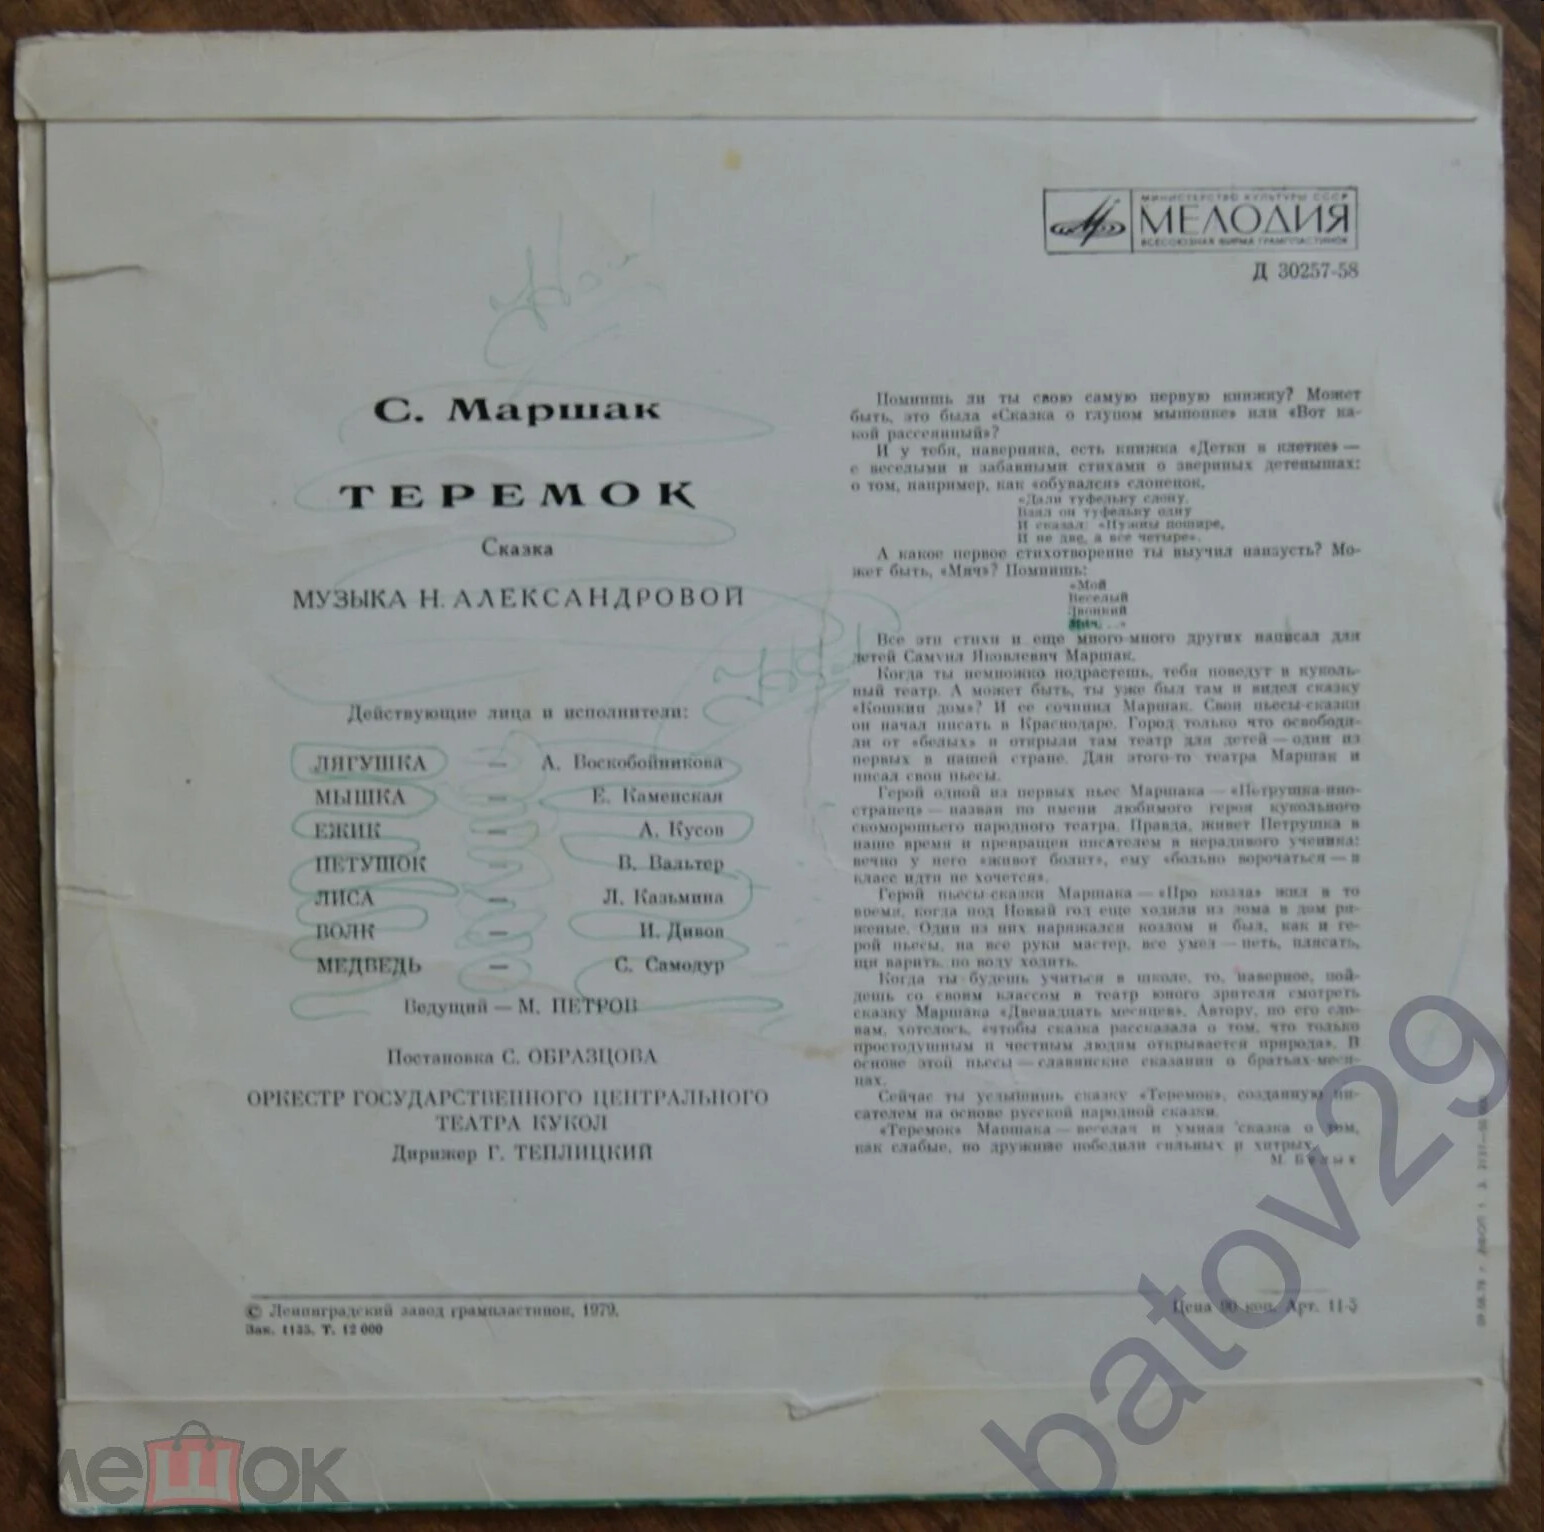 МИНИСТЕРСТВО КУЛЬТУРЫ СССР
МЕЛОДИЯ
ВСЕСОЮЗНАЯ ФИРМА ГРАМПЛАСТИНОК
Д 30257-58
С. Маршак
ТЕРЕМОК
Сказка
МУЗЫКА Н. АЛЕКСАНДРОВОЙ
Действующие лица и исполнители:
ЛЯГУШКА — А. Воскобойникова
МЫШКА — Е. Каменская
ЕЖИК — А. Кусов
ПЕТУШОК — В. Вальтер
ЛИСА — Л. Казьмина
ВОЛК — И. Дивов
МЕДВЕДЬ — С. Самодур
Ведущий — М. ПЕТРОВ
Постановка С. ОБРАЗЦОВА
ОРКЕСТР ГОСУДАРСТВЕННОГО ЦЕНТРАЛЬНОГО
ТЕАТРА КУКОЛ
Дирижер Г. ТЕПЛИЦКИЙ
Помнишь ли ты свою самую первую книжку? Может
быть, это была «Сказка о глупом мышонке» или «Вот ка-
кой рассеянный»?
И у тебя, наверняка, есть книжка «Детки в клетке» —
с веселыми и забавными стихами о звериных детенышах:
о том, например, как «обувался» слоненок.
«Дали туфельку слону.
Взял он туфельку одну
И сказал: «Нужны пошире,
И не две, а все четыре».
А какое первое стихотворение ты выучил наизусть? Мо-
жет быть, «Мяч»? Помнишь:
«Мой
Веселый
Звонкий
Мяч. . .»
Все эти стихи и еще много-много других написал для
детей Самуил Яковлевич Маршак.
Когда ты немножко подрастешь, тебя поведут в куколь-
ный театр. А может быть, ты уже был там и видел сказку
«Кошкин дом»? И ее сочинил Маршак. Свои пьесы-сказки
он начал писать в Краснодаре. Город только что освободи-
ли от «белых» и открыли там театр для детей — один из
первых в нашей стране. Для этого-то театра Маршак и
писал свои пьесы.
Герой одной из первых пьес Маршака — «Петрушка-ино-
странец» — назван по имени любимого героя кукольного
скоморошьего народного театра. Правда, живет Петрушка в
наше время и превращен писателем в нерадивого ученика:
вечно у него «живот болит», ему «больно ворочаться — в
класс идти не хочется».
Герой пьесы-сказки Маршака — «Про козла» жил в то
время, когда под Новый год еще ходили из дома в дом ря-
женые. Один из них наряжался козлом и был, как и ге-
рой пьесы, на все руки мастер, все умел — петь, плясать,
щи варить, по воду ходить.
Когда ты будешь учиться в школе, то, наверное, пой-
дешь со своим классом в театр юного зрителя смотреть
сказку Маршака «Двенадцать месяцев». Автору, по его сло-
вам, хотелось, «чтобы сказка рассказала о том, что только
простодушным и честным людям открывается природа». В
основе этой пьесы — славянские сказания о братьях-меся-
цах.
Сейчас ты услышишь сказку «Теремок», созданную пи-
сателем на основе русской народной сказки.
«Теремок» Маршака — веселая и умная сказка о том,
как слабые, но дружные победили сильных и хитрых.
© Ленинградский завод грампластинок, 1979.
Зак. 1135. Т. 12 000
Цена 90 коп. Арт. 11-5
мешок
batov29